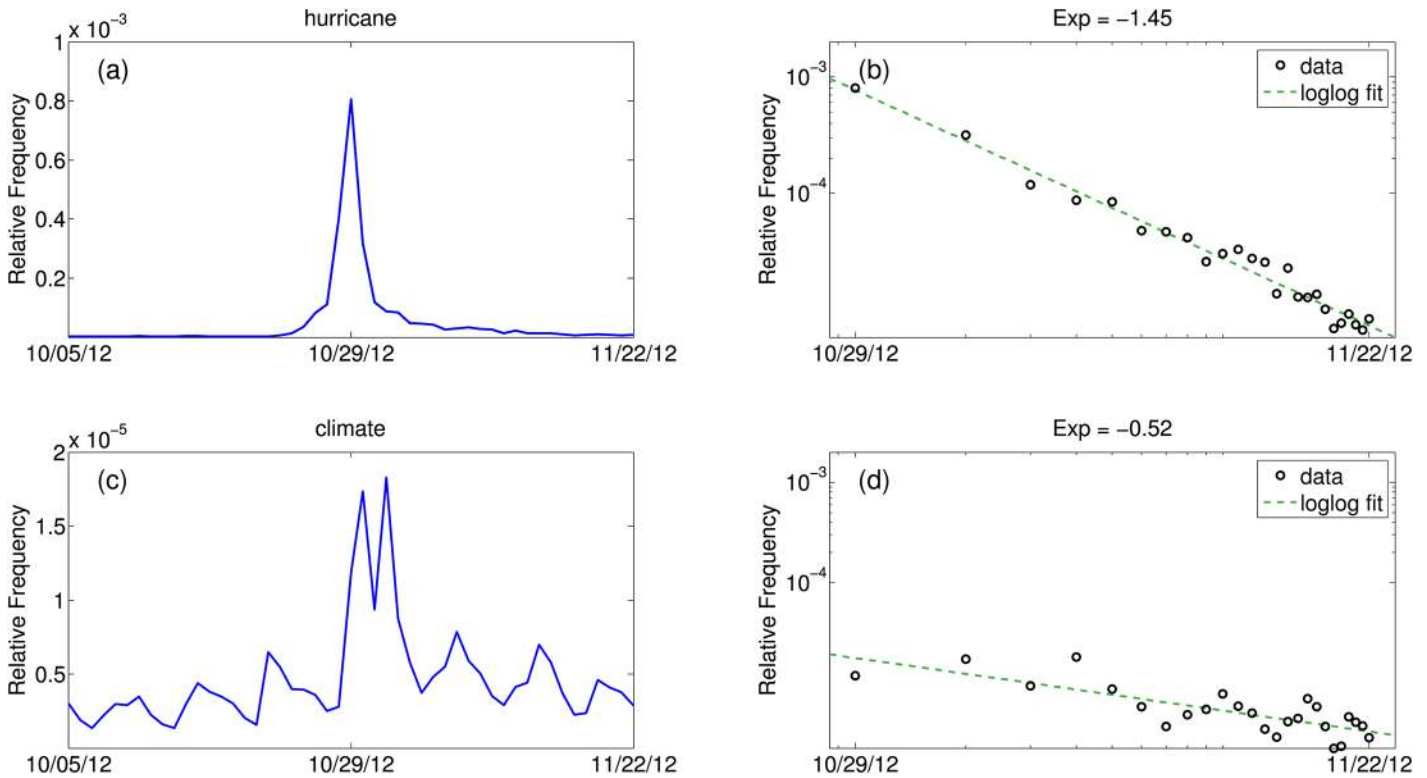 hurricane
x 10⁻³
(a)
1
0.8
0.6
0.4
0.2
Relative Frequency
10/05/12 10/29/12 11/22/12
Exp = −1.45
(b)
data
loglog fit
10⁻³
10⁻⁴
Relative Frequency
10/29/12 11/22/12
climate
x 10⁻⁵
(c)
2
1.5
1
0.5
Relative Frequency
10/05/12 10/29/12 11/22/12
Exp = −0.52
(d)
data
loglog fit
10⁻³
10⁻⁴
Relative Frequency
10/29/12 11/22/12